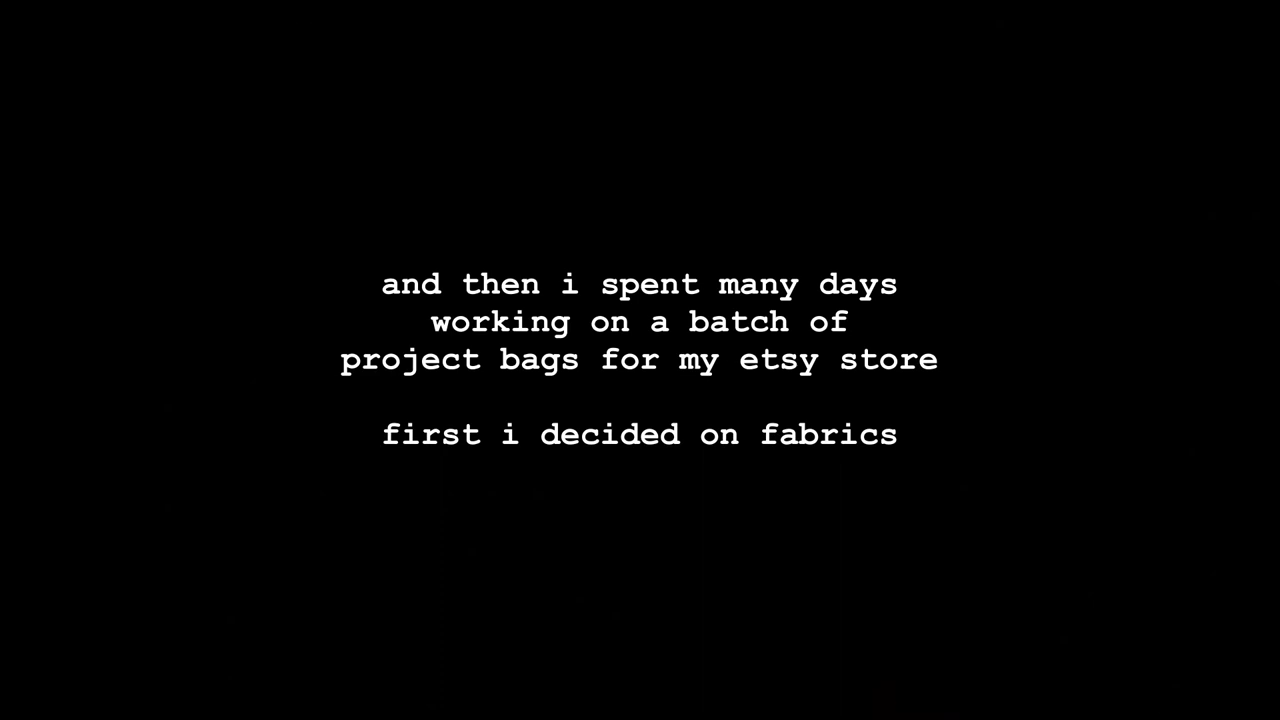 and then i spent many days
working on a batch of
project bags for my etsy store
first i decided on fabrics